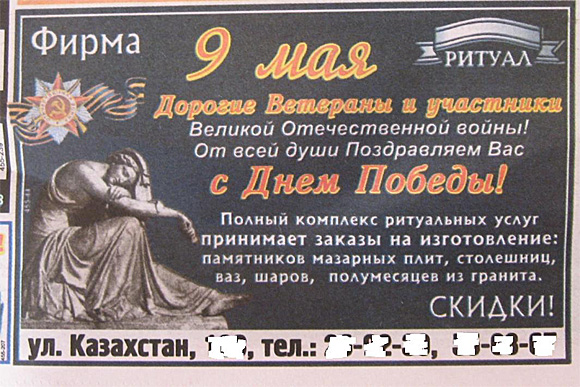 Фирма
РИТУАЛ
9 мая
Дорогие Ветераны и участники
Великой Отечественной войны!
От всей души Поздравляем Вас
с Днем Победы!
Полный комплекс ритуальных услуг
принимает заказы на изготовление:
памятников мазарных плит, столешниц,
ваз, шаров, полумесяцев из гранита.
СКИДКИ!
ул. Казахстан, тел.: